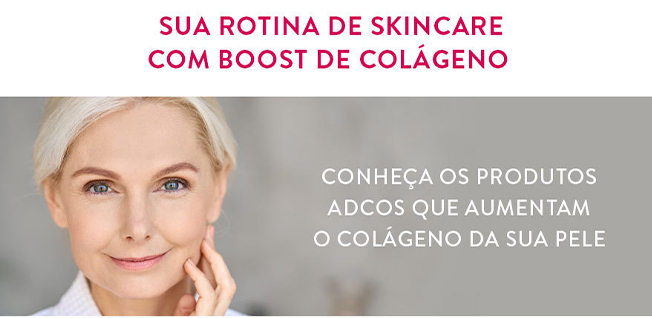 SUA ROTINA DE SKINCARE
COM BOOST DE COLÁGENO
CONHEÇA OS PRODUTOS
ADCOS QUE AUMENTAM
O COLÁGENO DA SUA PELE